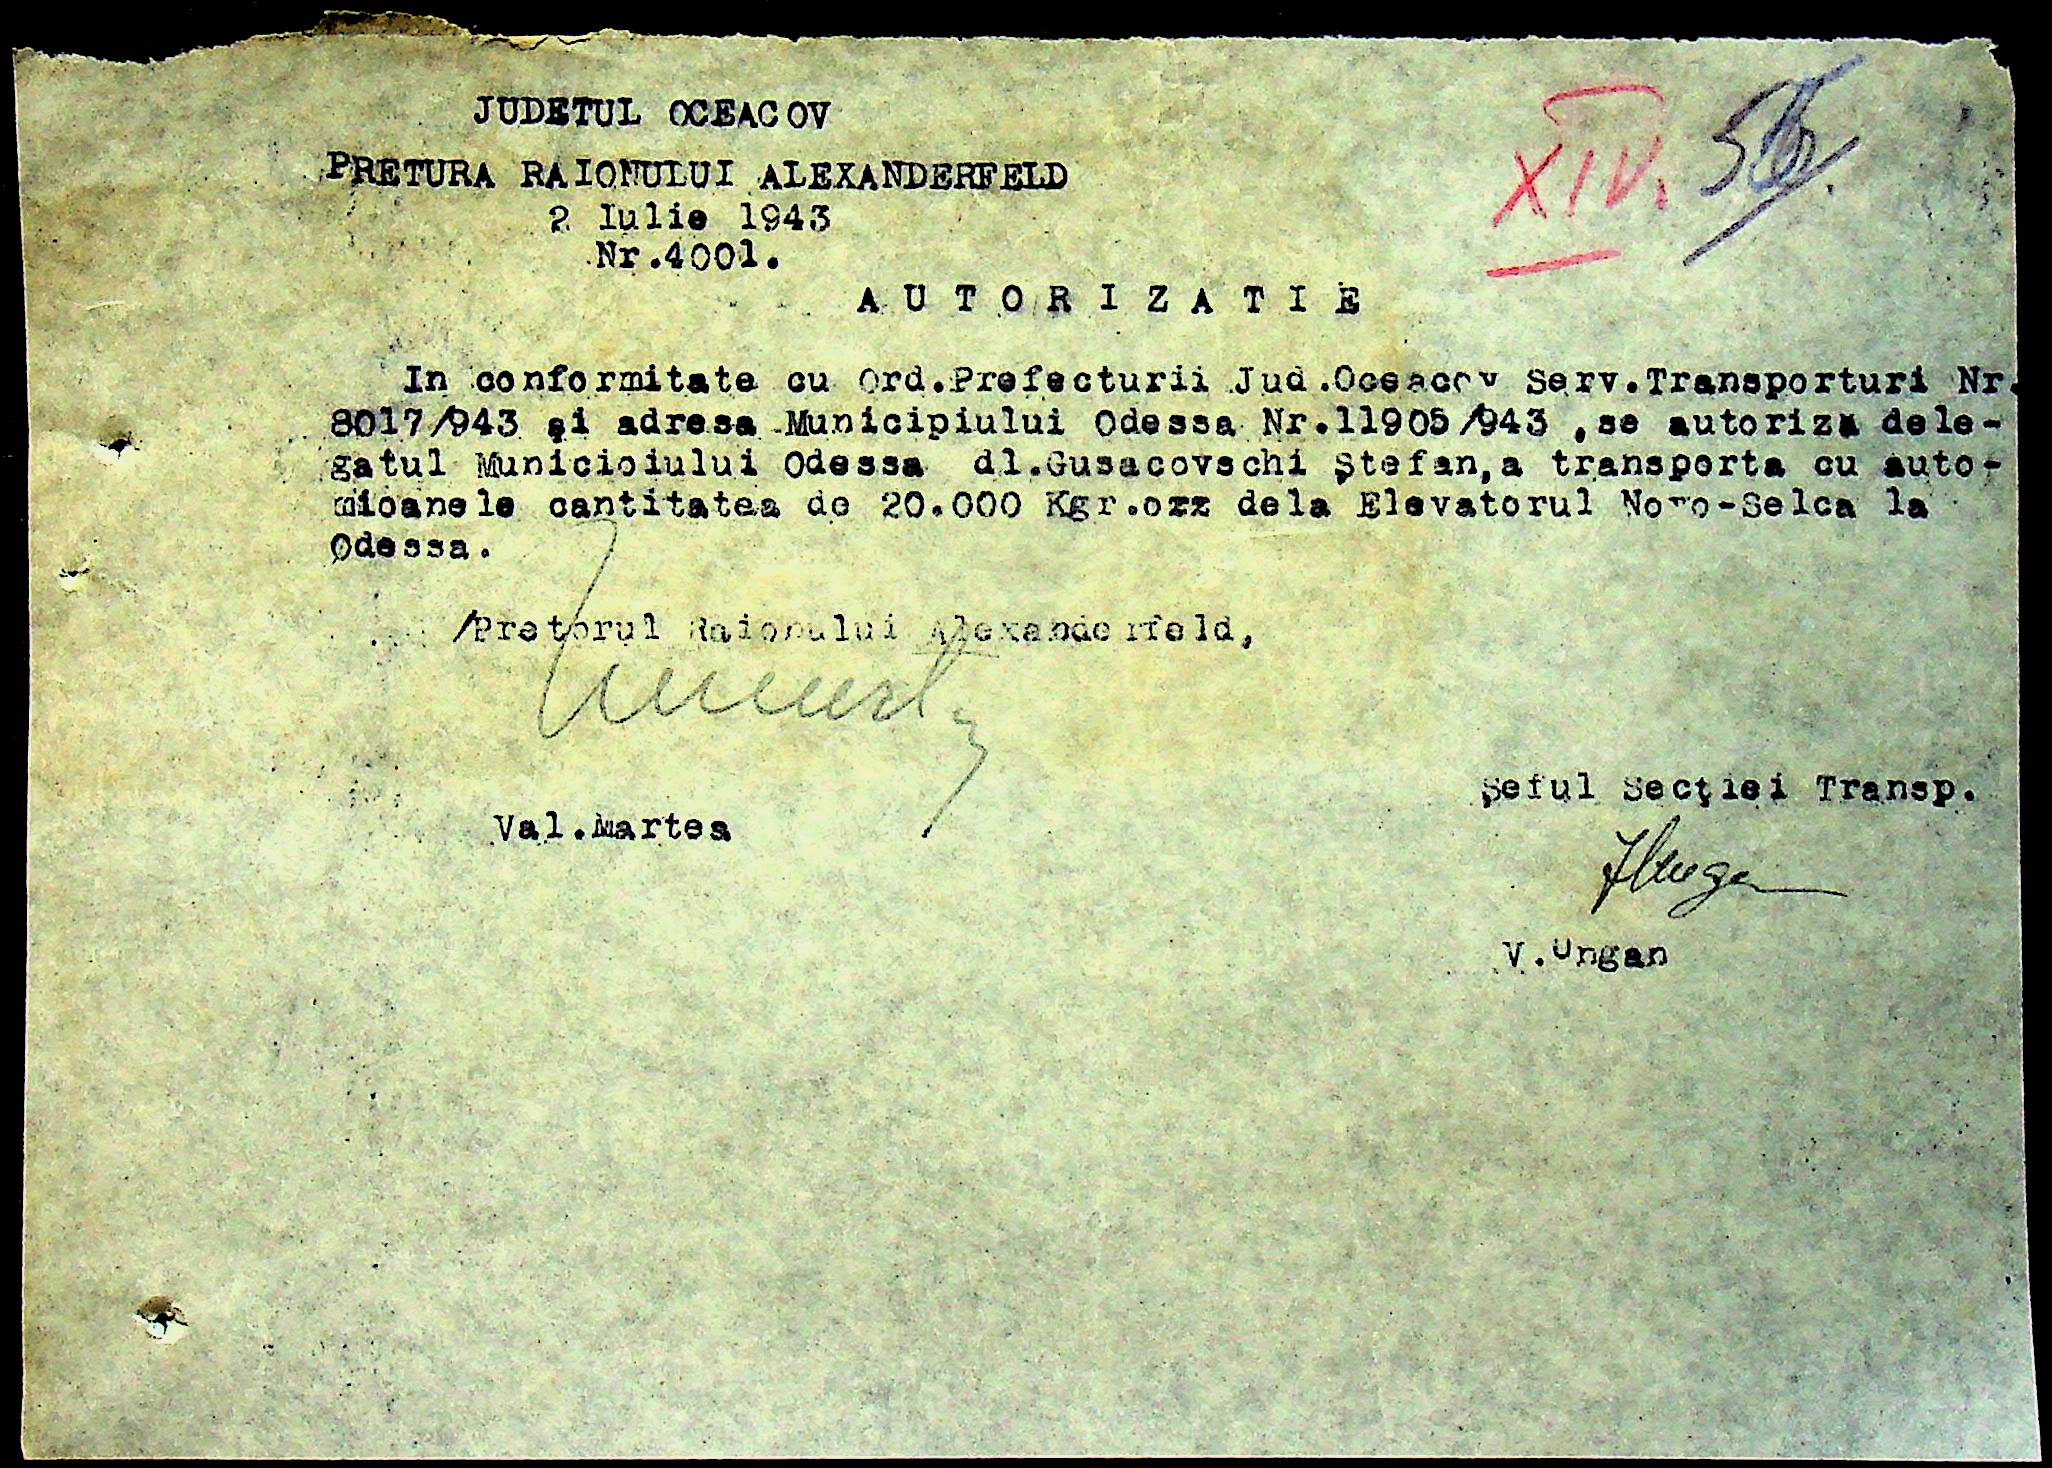 JUDETUL OCEACOV
XIV.
PRETURA RAIONULUI ALEXANDERFELD
2 Iulie 1943
Nr.4001.
A U T O R I Z A T I E
In conformitate cu Ord.Prefecturii Jud.Oceacov Serv.Transporturi Nr.
8017/943 şi adresa Municipiului Odessa Nr.11905/943 ,se autoriza dele-
gatul Municipiului Odessa dl.Gusacovschi Ştefan,a transporta cu auto-
mioanele cantitatea de 20.000 Kgr.orz dela Elevatorul Novo-Selca la
Odessa.
/Pretorul Raionului Alexanderfeld,
Şeful Secţiei Transp.
Val.Martea
V.Ungan